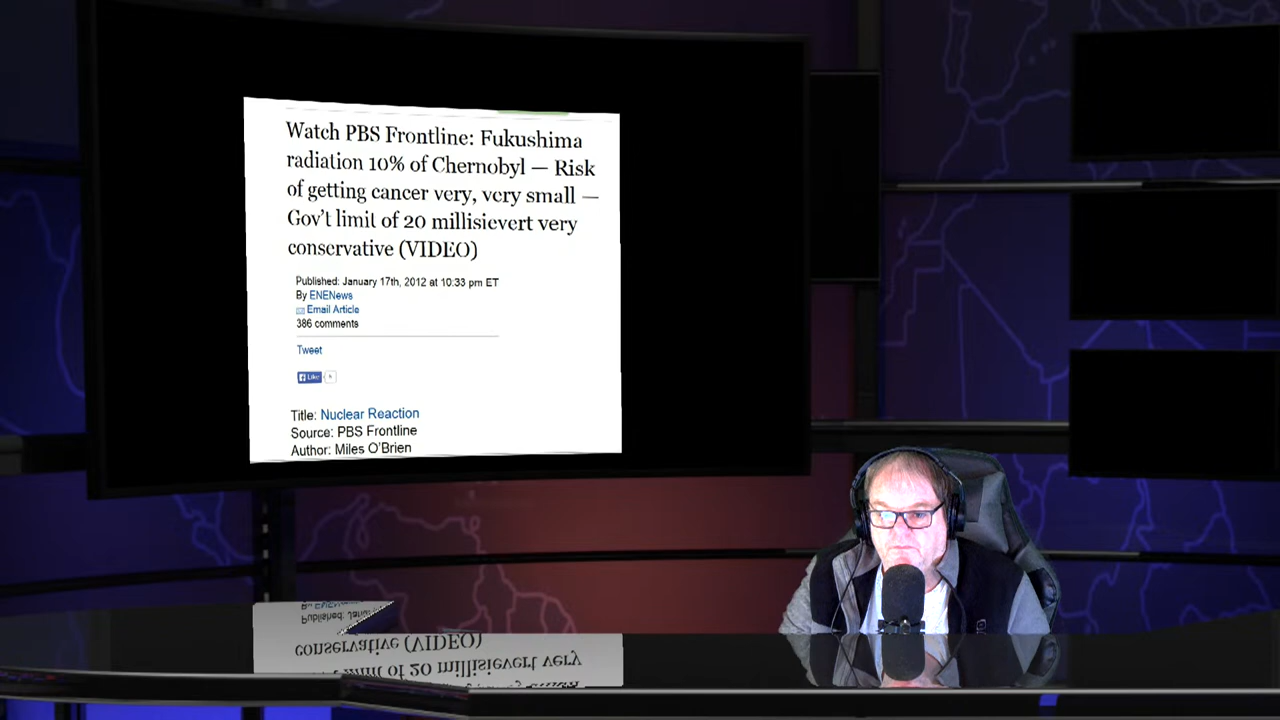 Watch PBS Frontline: Fukushima
radiation 10% of Chernobyl — Risk
of getting cancer very, very small —
Gov't limit of 20 millisievert very
conservative (VIDEO)
Published: January 17th, 2012 at 10:33 pm ET
By ENENews
Email Article
386 comments
Tweet
Like
Title: Nuclear Reaction
Source: PBS Frontline
Author: Miles O'Brien